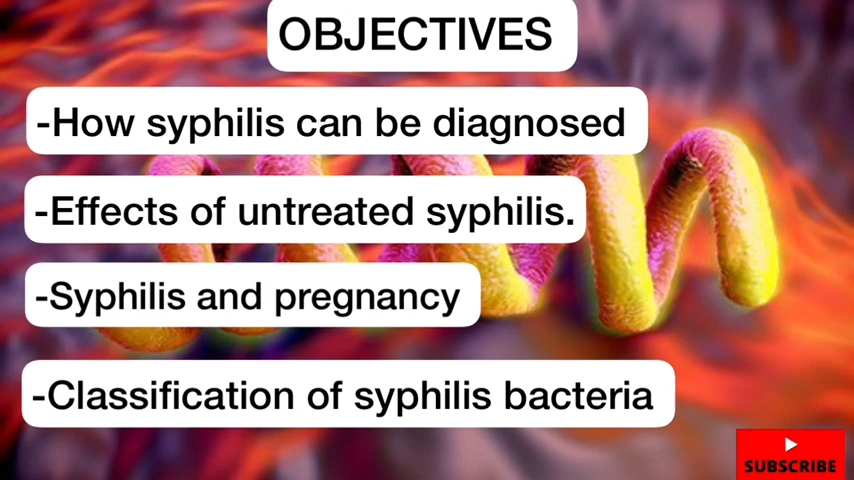 OBJECTIVES
-How syphilis can be diagnosed
-Effects of untreated syphilis.
-Syphilis and pregnancy
-Classification of syphilis bacteria
SUBSCRIBE